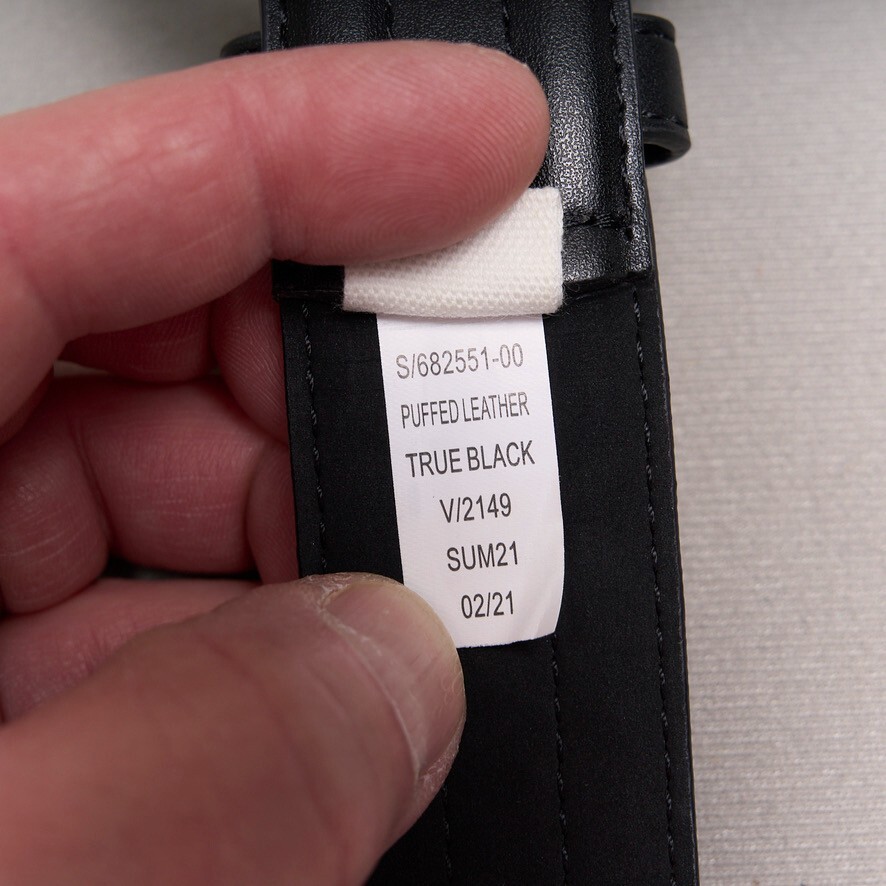 S/682551-00
PUFFED LEATHER
TRUE BLACK
V/2149
SUM21
02/21